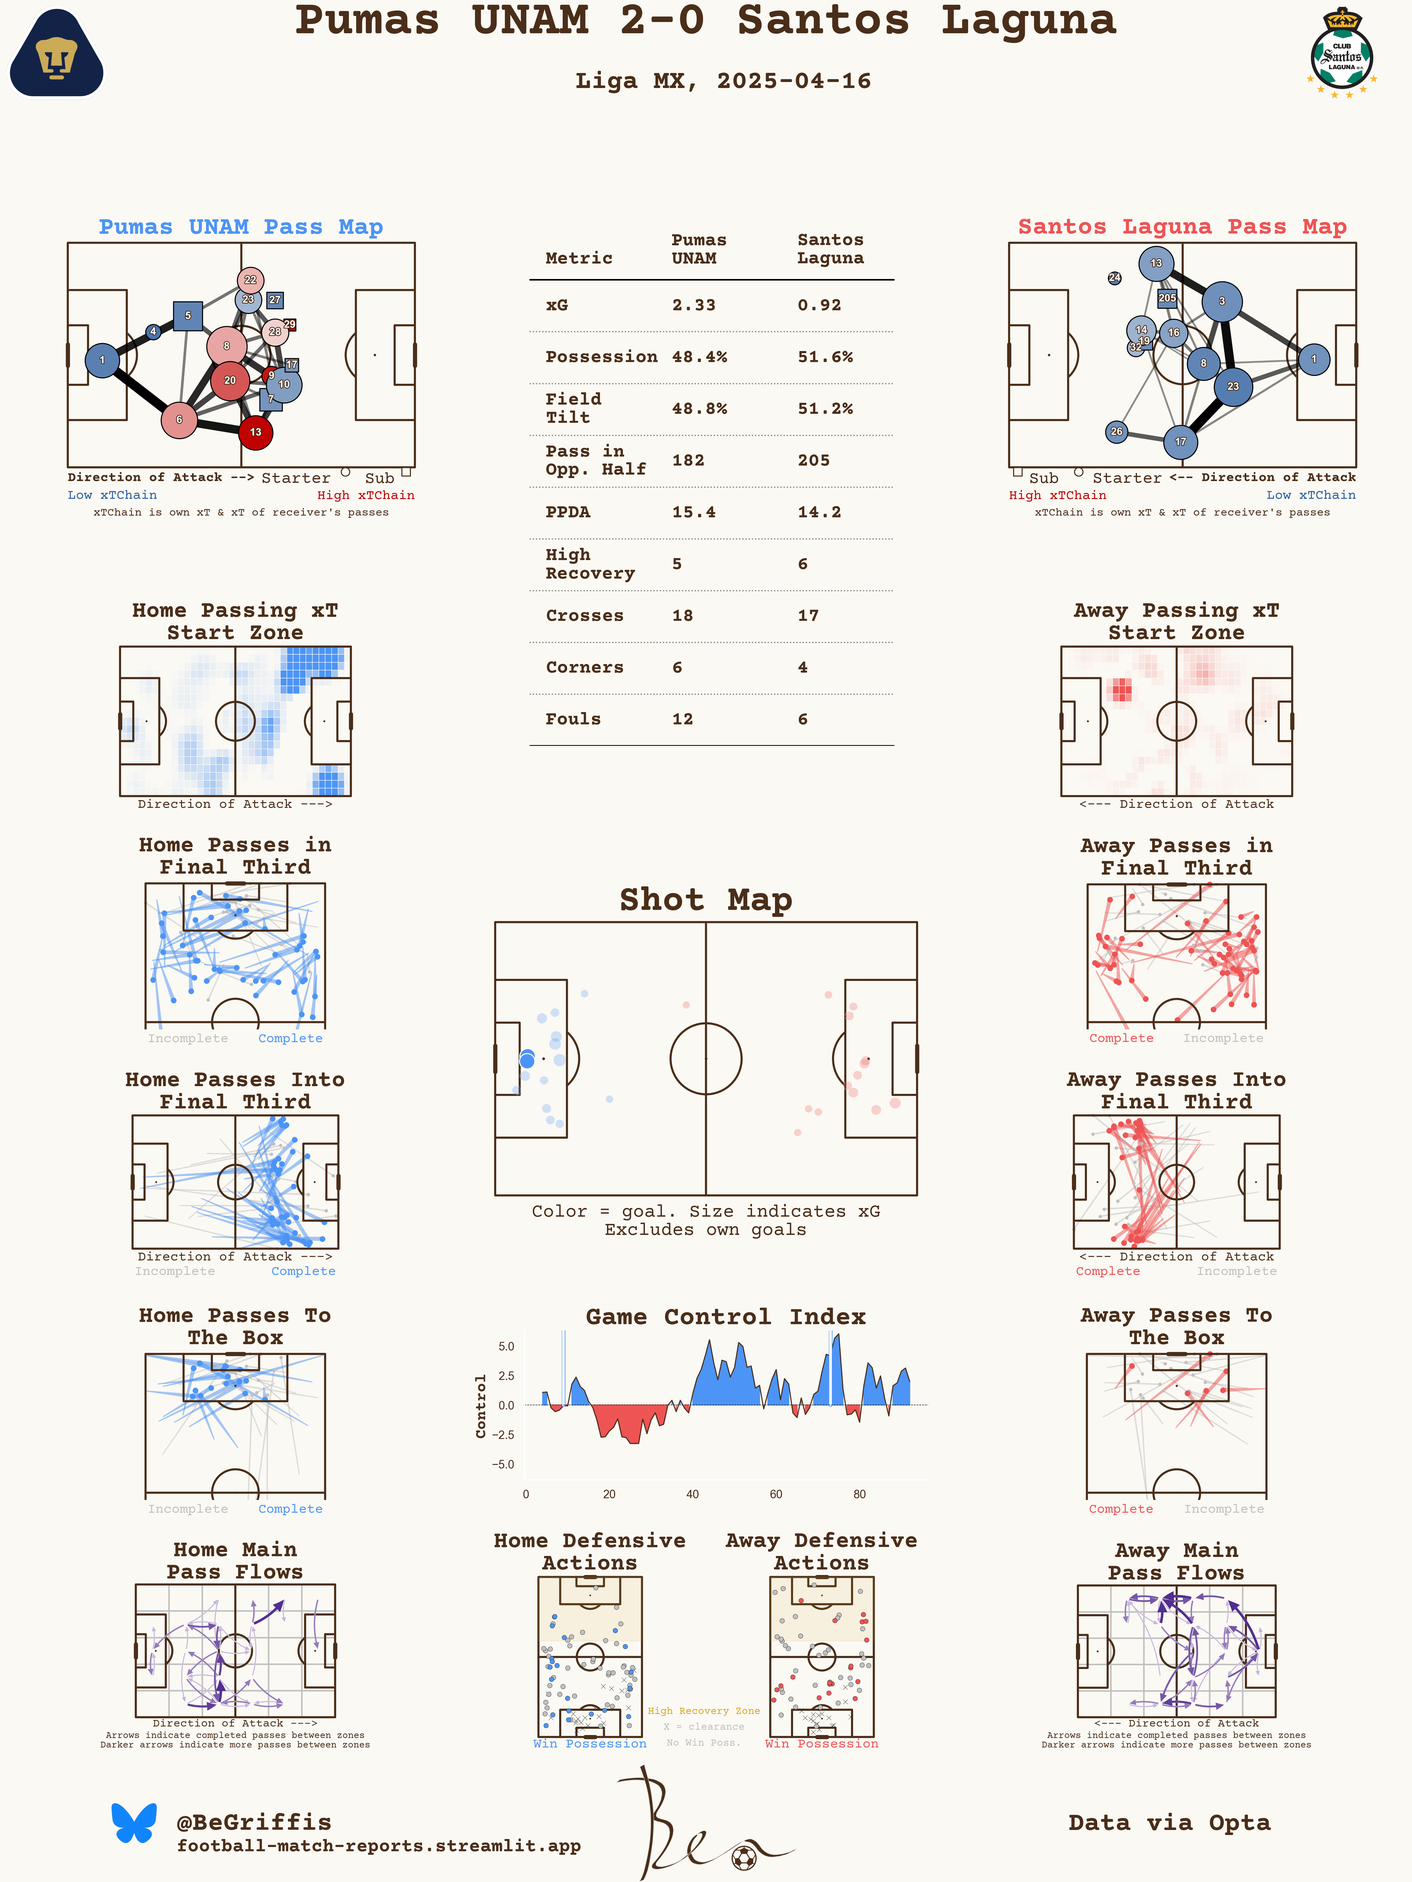 Pumas UNAM 2-0 Santos Laguna
Liga MX, 2025-04-16
CLUB
Santos
LAGUNA
Pumas UNAM Pass Map
22
23
27
5
29
4
28
8
1
17
9
20
10
7
6
13
Direction of Attack --> Starter Sub
Low xTChain High xTChain
xTChain is own xT & xT of receiver's passes
Metric Pumas UNAM Santos Laguna
xG 2.33 0.92
Possession 48.4% 51.6%
Field Tilt 48.8% 51.2%
Pass in Opp. Half 182 205
PPDA 15.4 14.2
High Recovery 5 6
Crosses 18 17
Corners 6 4
Fouls 12 6
Santos Laguna Pass Map
13
24
205
3
14
16
19
32
8
1
23
26
17
Sub Starter <-- Direction of Attack
High xTChain Low xTChain
xTChain is own xT & xT of receiver's passes
Home Passing xT
Start Zone
Direction of Attack --->
Away Passing xT
Start Zone
<--- Direction of Attack
Home Passes in
Final Third
Incomplete Complete
Away Passes in
Final Third
Complete Incomplete
Shot Map
Color = goal. Size indicates xG
Excludes own goals
Home Passes Into
Final Third
Direction of Attack --->
Incomplete Complete
Away Passes Into
Final Third
<--- Direction of Attack
Complete Incomplete
Home Passes To
The Box
Incomplete Complete
Game Control Index
Control
5.0
2.5
0.0
−2.5
−5.0
0 20 40 60 80
Away Passes To
The Box
Complete Incomplete
Home Main
Pass Flows
Direction of Attack --->
Arrows indicate completed passes between zones
Darker arrows indicate more passes between zones
Home Defensive
Actions
Win Possession
Away Defensive
Actions
Win Possession
High Recovery Zone
X = clearance
No Win Poss.
Away Main
Pass Flows
<--- Direction of Attack
Arrows indicate completed passes between zones
Darker arrows indicate more passes between zones
@BeGriffis
football-match-reports.streamlit.app
Ben
Data via Opta